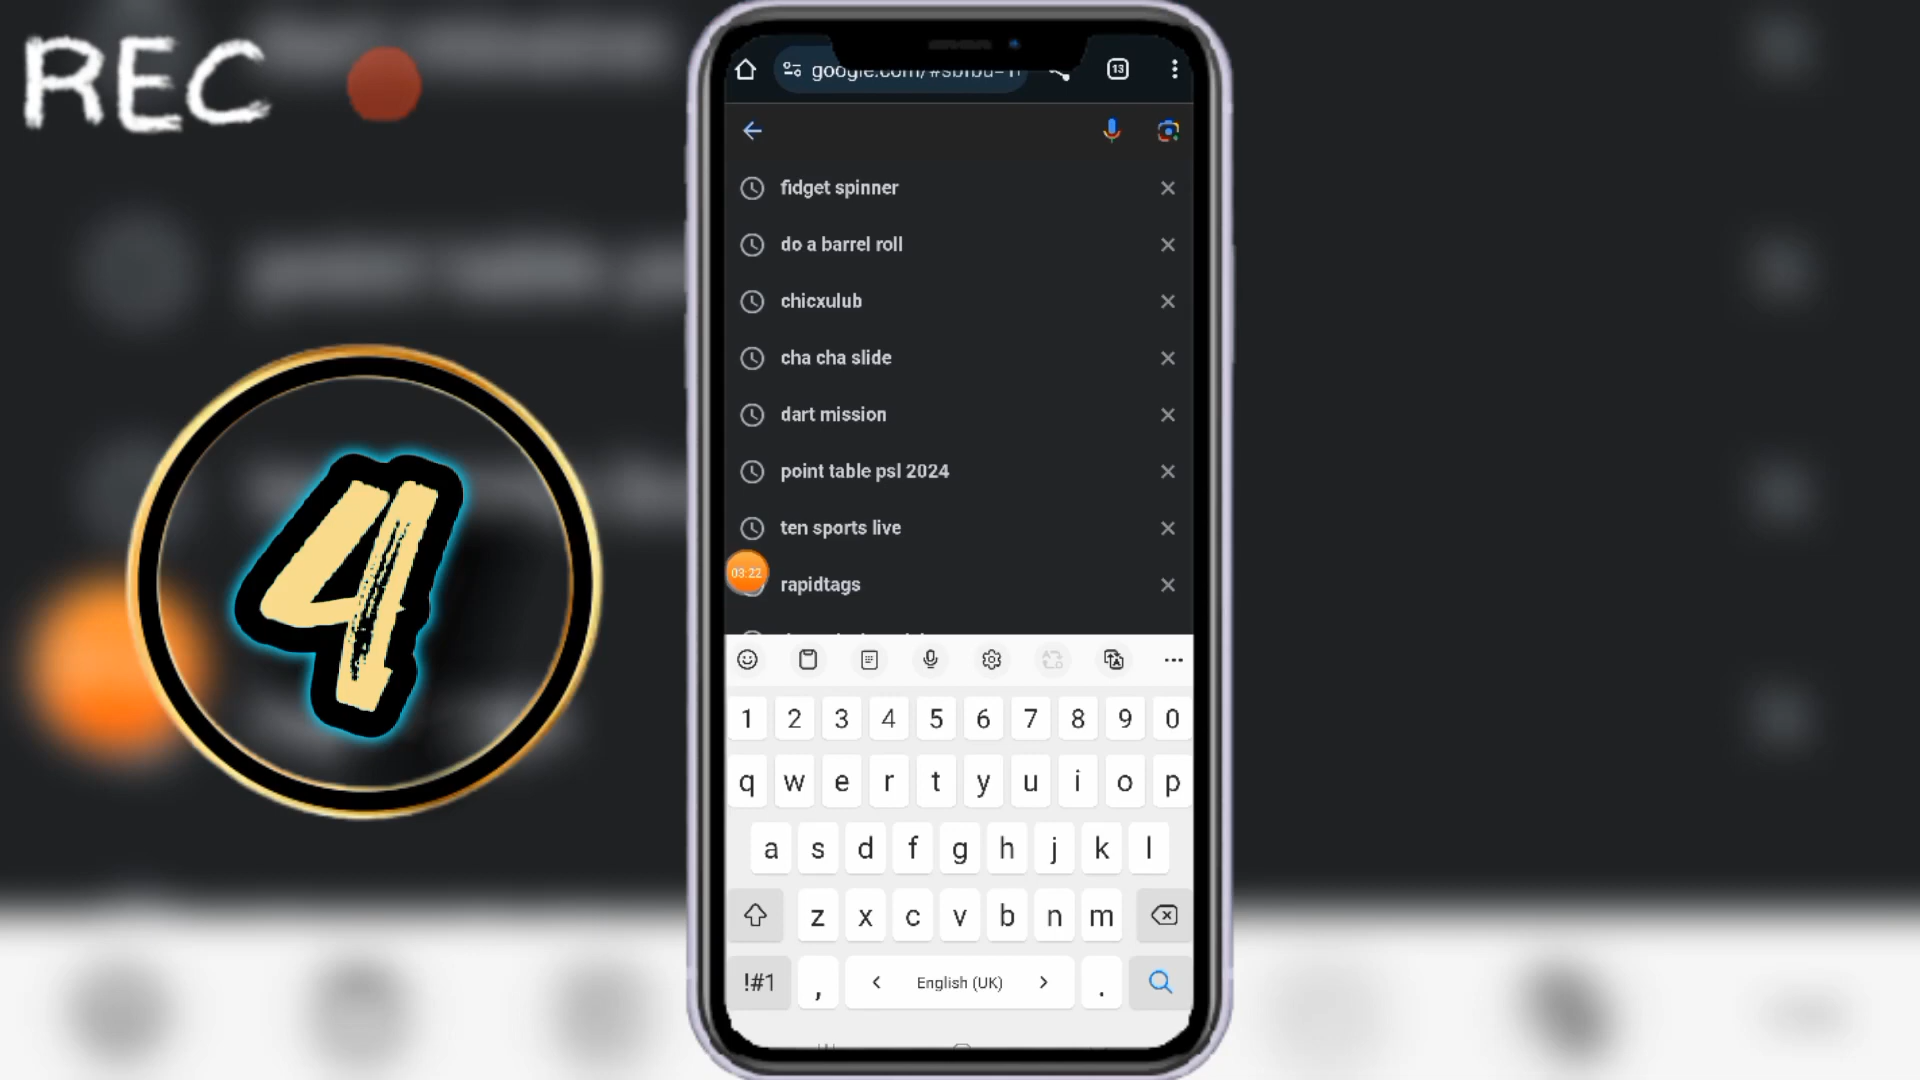 REC
google.com/#sbfbu=1
13
fidget spinner
do a barrel roll
chicxulub
cha cha slide
dart mission
point table psl 2024
ten sports live
03:22
rapidtags
4
1 2 3 4 5 6 7 8 9 0
q w e r t y u i o p
a s d f g h j k l
z x c v b n m
!#1 , < English (UK) > .